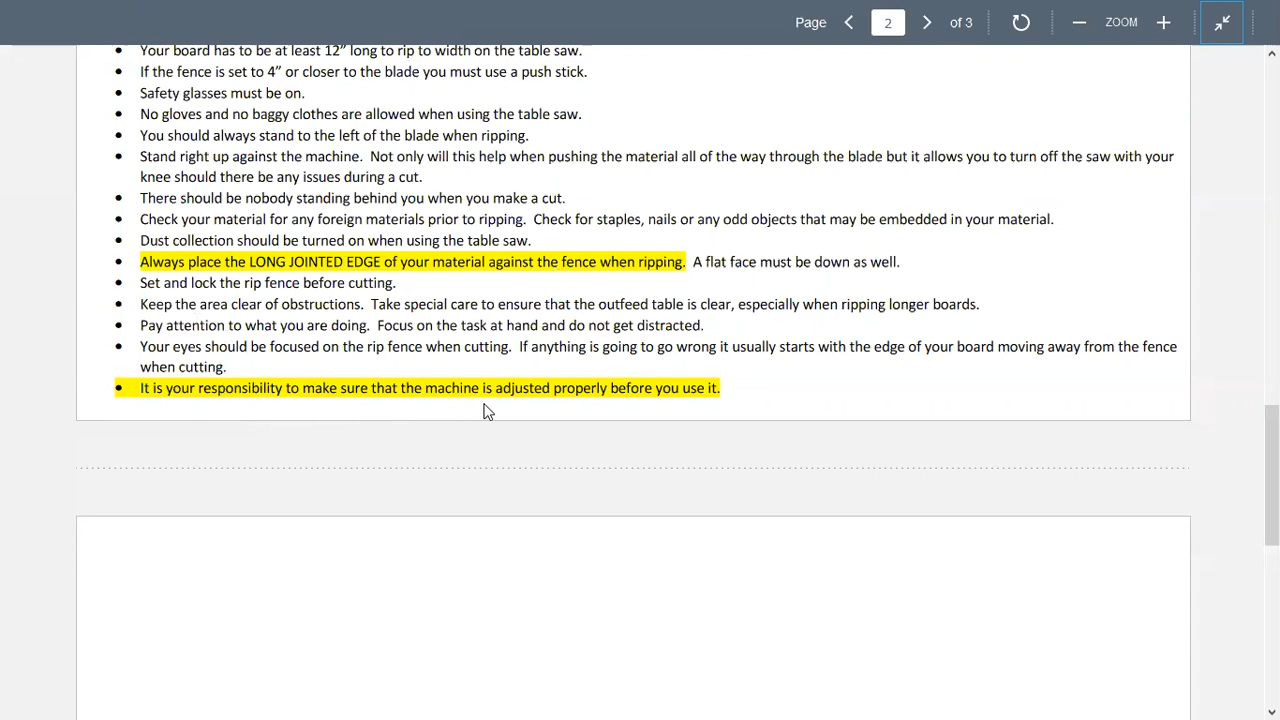 Page 2 of 3 ZOOM
• Your board has to be at least 12” long to rip to width on the table saw.
• If the fence is set to 4” or closer to the blade you must use a push stick.
• Safety glasses must be on.
• No gloves and no baggy clothes are allowed when using the table saw.
• You should always stand to the left of the blade when ripping.
• Stand right up against the machine.  Not only will this help when pushing the material all of the way through the blade but it allows you to turn off the saw with your
knee should there be any issues during a cut.
• There should be nobody standing behind you when you make a cut.
• Check your material for any foreign materials prior to ripping.  Check for staples, nails or any odd objects that may be embedded in your material.
• Dust collection should be turned on when using the table saw.
• Always place the LONG JOINTED EDGE of your material against the fence when ripping.  A flat face must be down as well.
• Set and lock the rip fence before cutting.
• Keep the area clear of obstructions.  Take special care to ensure that the outfeed table is clear, especially when ripping longer boards.
• Pay attention to what you are doing.  Focus on the task at hand and do not get distracted.
• Your eyes should be focused on the rip fence when cutting.  If anything is going to go wrong it usually starts with the edge of your board moving away from the fence
when cutting.
• It is your responsibility to make sure that the machine is adjusted properly before you use it.